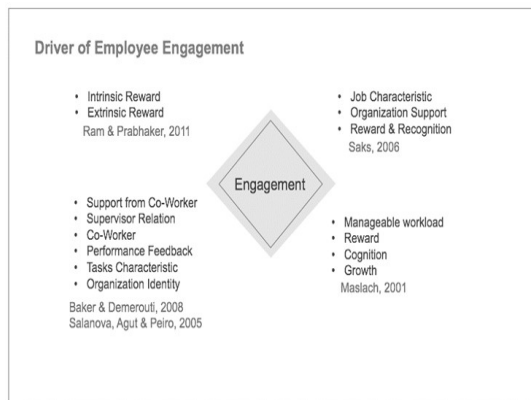 Driver of Employee Engagement
• Intrinsic Reward
• Extrinsic Reward
Ram & Prabhaker, 2011
• Job Characteristic
• Organization Support
• Reward & Recognition
Saks, 2006
Engagement
• Support from Co-Worker
• Supervisor Relation
• Co-Worker
• Performance Feedback
• Tasks Characteristic
• Organization Identity
Baker & Demerouti, 2008
Salanova, Agut & Peiro, 2005
• Manageable workload
• Reward
• Cognition
• Growth
Maslach, 2001